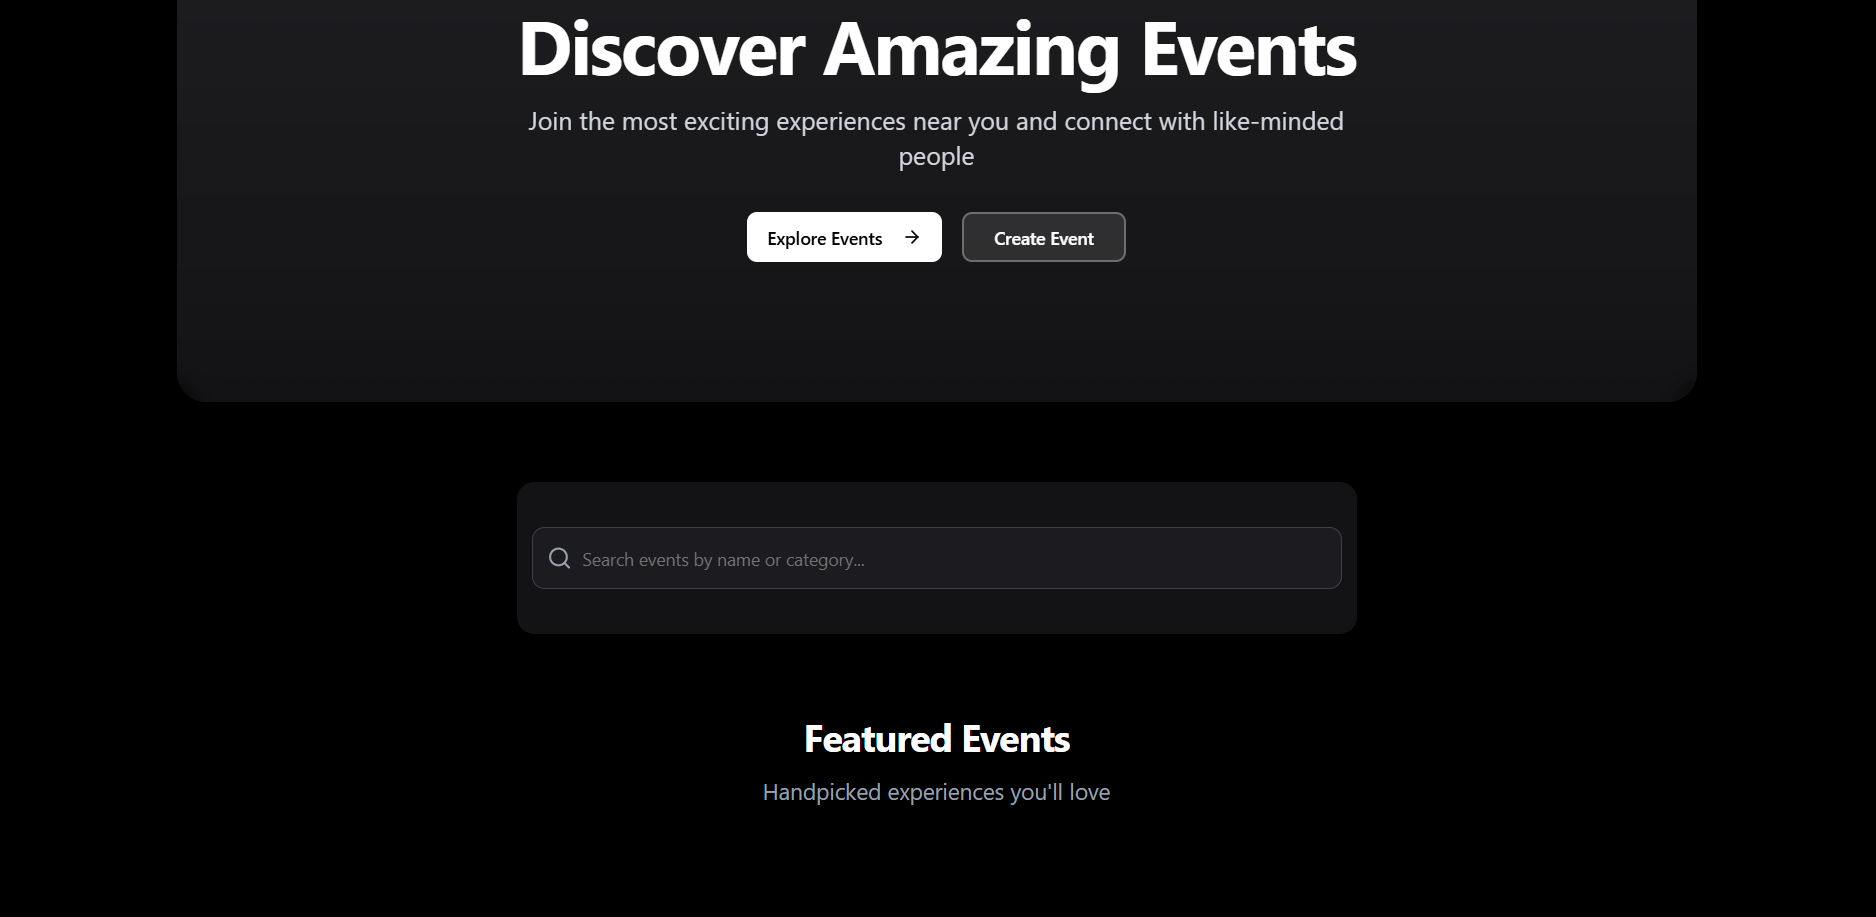 Discover Amazing Events
Join the most exciting experiences near you and connect with like-minded
people
Explore Events
Create Event
Search events by name or category...
Featured Events
Handpicked experiences you'll love